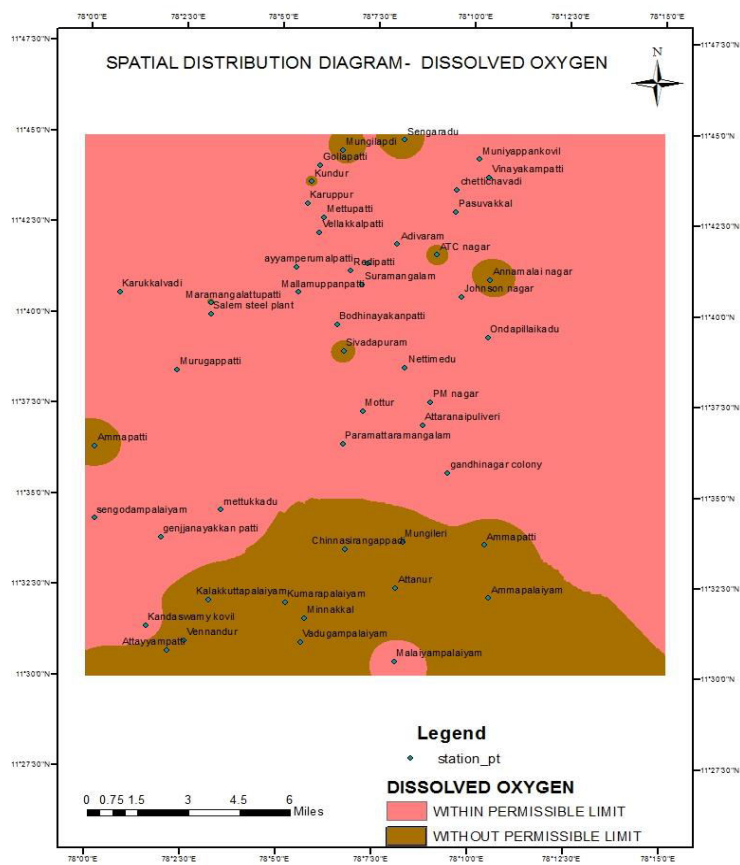 78°0'0"E 78°2'30"E 78°5'0"E 78°7'30"E 78°10'0"E 78°12'30"E 78°15'0"E
11°47'30"N 11°47'30"N
SPATIAL DISTRIBUTION DIAGRAM- DISSOLVED OXYGEN
N
11°45'0"N 11°45'0"N
Sengaradu
Mungilapdi
Gollapatti
Muniyappankovil
Kundur
Vinayakampatti
chettichavadi
Karuppur
Pasuvakkal
Mettupatti
11°42'30"N 11°42'30"N
Vellakkalpatti
Adivaram
ATC nagar
ayyamperumalpatti
Redipatti
Annamalai nagar
Suramangalam
Karukkalvadi
Mallamuppanpatti
Johnson nagar
Maramangalattupatti
Salem steel plant
11°40'0"N 11°40'0"N
Bodhinayakanpatti
Ondapillaikadu
Sivadapuram
Murugappatti
Nettimedu
11°37'30"N 11°37'30"N
PM nagar
Mottur
Attaranaipuliveri
Ammapatti
Paramattaramangalam
gandhinagar colony
11°35'0"N 11°35'0"N
mettukkadu
sengodampalaiyam
genjjanayakkan patti
Mungileri
Chinnasirangappadi
Ammapatti
11°32'30"N 11°32'30"N
Attanur
Kalakkuttapalaiyam
Kumarapalaiyam
Ammapalaiyam
Minnakkal
Kandaswamy kovil
Vennandur
Vadugampalaiyam
Attayyampatti
Malaiyampalaiyam
11°30'0"N 11°30'0"N
Legend
station_pt
11°27'30"N 11°27'30"N
DISSOLVED OXYGEN
0 0.75 1.5 3 4.5 6
Miles
WITHIN PERMISSIBLE LIMIT
WITHOUT PERMISSIBLE LIMIT
78°0'0"E 78°2'30"E 78°5'0"E 78°7'30"E 78°10'0"E 78°12'30"E 78°15'0"E